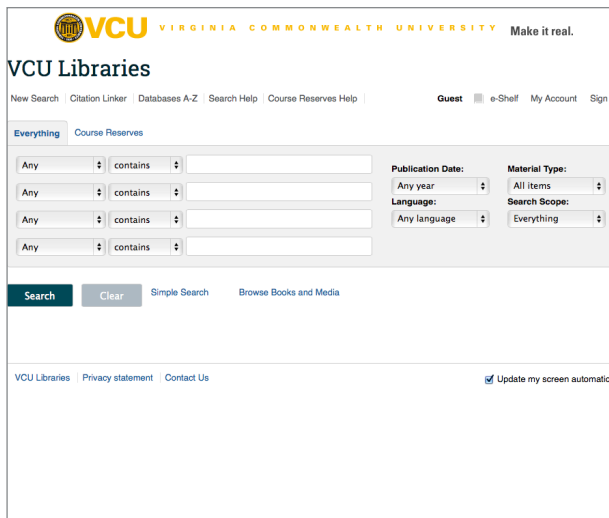 VCU VIRGINIA COMMONWEALTH UNIVERSITY Make it real.
VCU Libraries
New Search Citation Linker Databases A-Z Search Help Course Reserves Help Guest e-Shelf My Account Sign
Everything Course Reserves
Any contains Publication Date: Material Type:
Any year All items
Any contains Language: Search Scope:
Any contains Any language Everything
Any contains
Search Clear Simple Search Browse Books and Media
VCU Libraries Privacy statement Contact Us Update my screen automatic